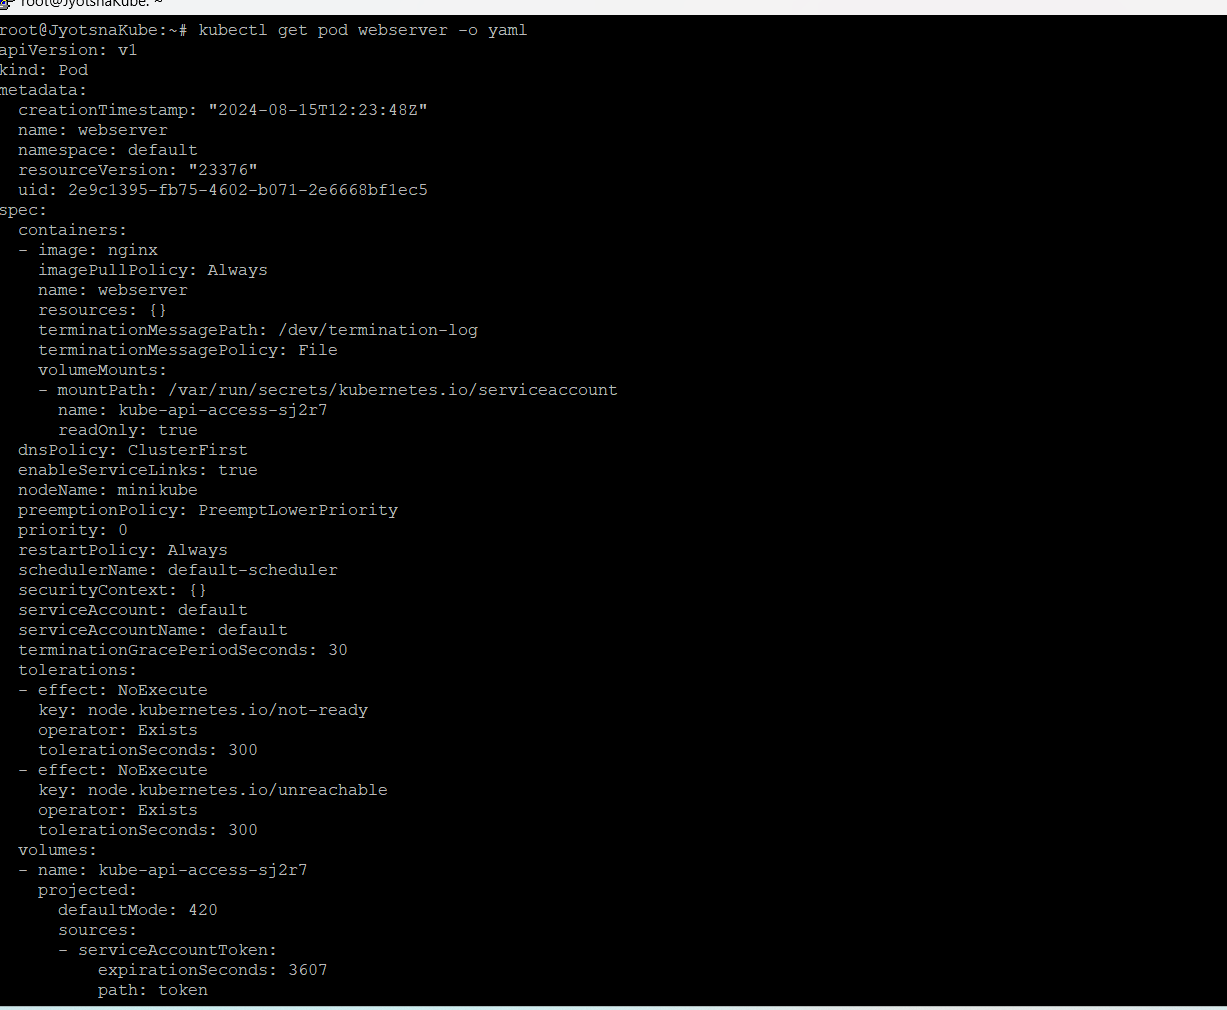 root@JyotsnaKube: ~
root@JyotsnaKube:~# kubectl get pod webserver -o yaml
apiVersion: v1
kind: Pod
metadata:
  creationTimestamp: "2024-08-15T12:23:48Z"
  name: webserver
  namespace: default
  resourceVersion: "23376"
  uid: 2e9c1395-fb75-4602-b071-2e6668bf1ec5
spec:
  containers:
  - image: nginx
    imagePullPolicy: Always
    name: webserver
    resources: {}
    terminationMessagePath: /dev/termination-log
    terminationMessagePolicy: File
    volumeMounts:
    - mountPath: /var/run/secrets/kubernetes.io/serviceaccount
      name: kube-api-access-sj2r7
      readOnly: true
  dnsPolicy: ClusterFirst
  enableServiceLinks: true
  nodeName: minikube
  preemptionPolicy: PreemptLowerPriority
  priority: 0
  restartPolicy: Always
  schedulerName: default-scheduler
  securityContext: {}
  serviceAccount: default
  serviceAccountName: default
  terminationGracePeriodSeconds: 30
  tolerations:
  - effect: NoExecute
    key: node.kubernetes.io/not-ready
    operator: Exists
    tolerationSeconds: 300
  - effect: NoExecute
    key: node.kubernetes.io/unreachable
    operator: Exists
    tolerationSeconds: 300
  volumes:
  - name: kube-api-access-sj2r7
    projected:
      defaultMode: 420
      sources:
      - serviceAccountToken:
          expirationSeconds: 3607
          path: token